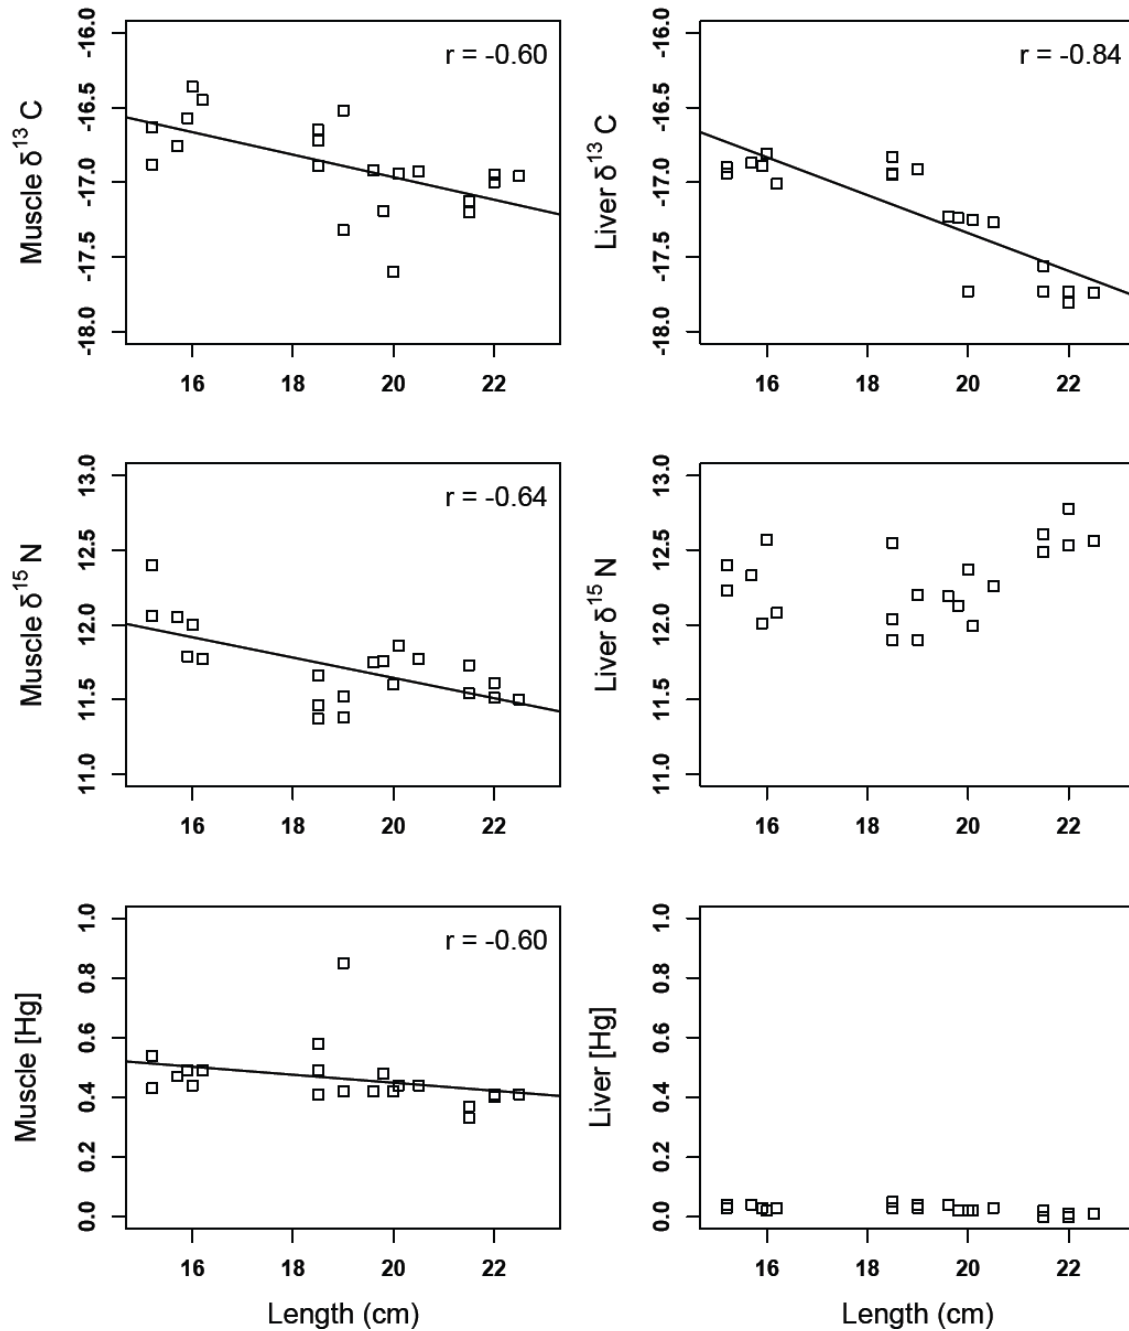 r = -0.60
Muscle δ13 C
-16.0
-16.5
-17.0
-17.5
-18.0
16 18 20 22
r = -0.84
Liver δ13 C
-16.0
-16.5
-17.0
-17.5
-18.0
16 18 20 22
r = -0.64
Muscle δ15 N
13.0
12.5
12.0
11.5
11.0
16 18 20 22
Liver δ15 N
13.0
12.5
12.0
11.5
11.0
16 18 20 22
r = -0.60
Muscle [Hg]
1.0
0.8
0.6
0.4
0.2
0.0
16 18 20 22
Length (cm)
Liver [Hg]
1.0
0.8
0.6
0.4
0.2
0.0
16 18 20 22
Length (cm)